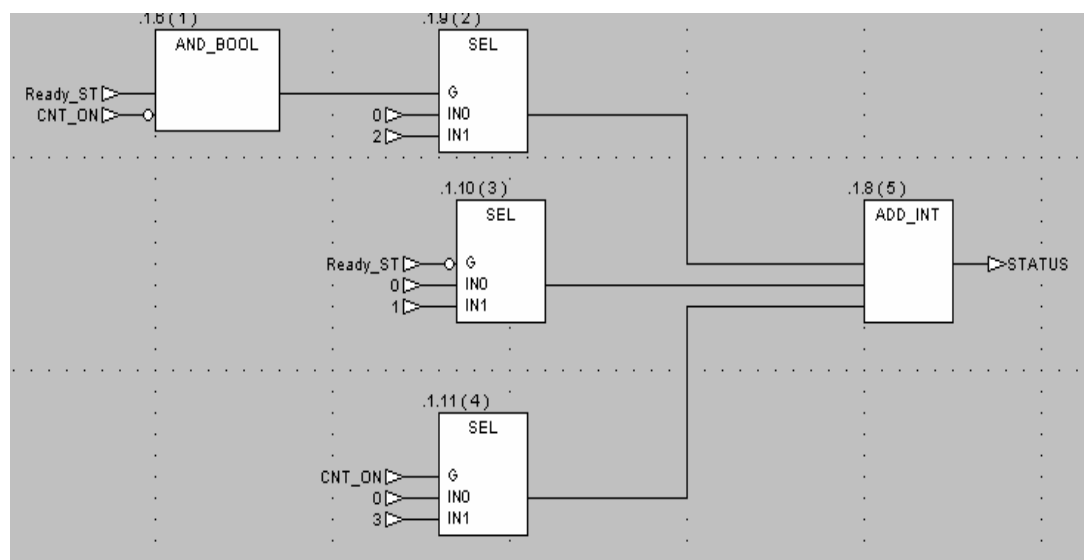 .1.6 ( 1 )
AND_BOOL
Ready_ST
CNT_ON
.1.9 ( 2 )
SEL
G
0 IN0
2 IN1
.1.10 ( 3 )
SEL
Ready_ST G
0 IN0
1 IN1
.1.8 ( 5 )
ADD_INT
STATUS
.1.11 ( 4 )
SEL
CNT_ON G
0 IN0
3 IN1